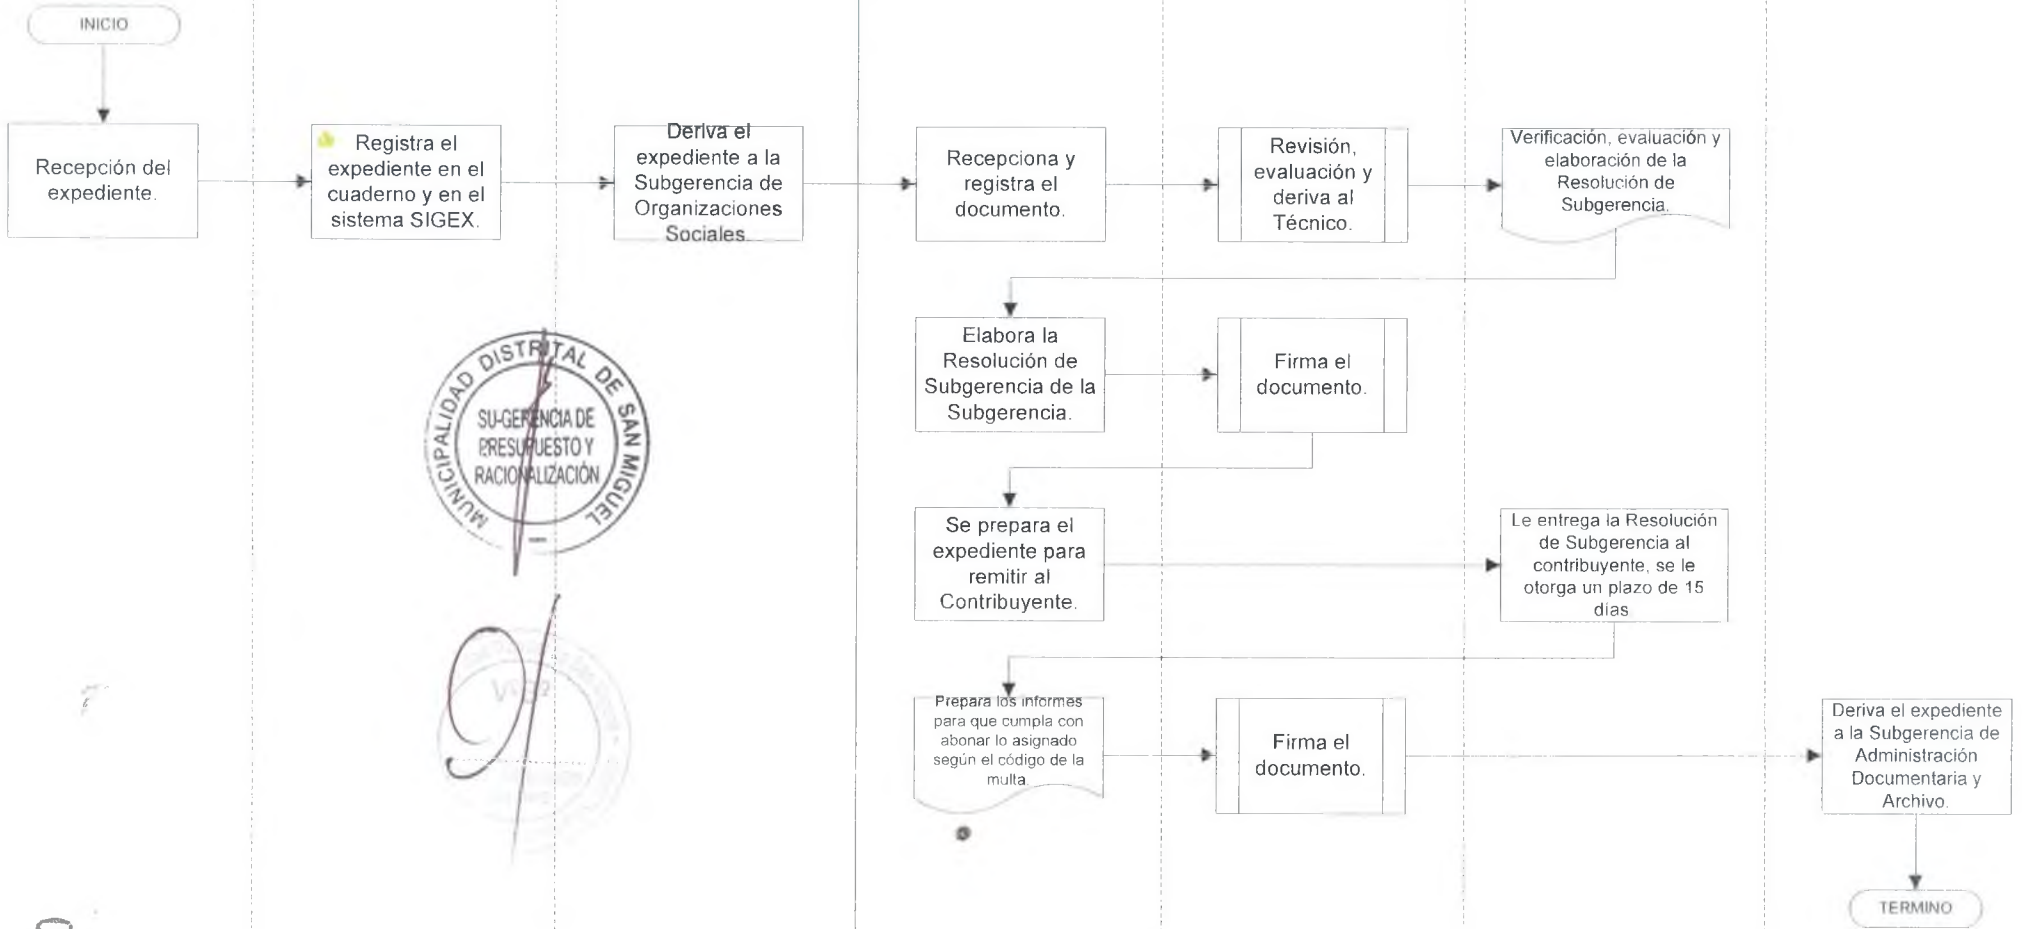 INICIO
Recepción del
expediente.
Registra el
expediente en el
cuaderno y en el
sistema SIGEX.
Deriva el
expediente a la
Subgerencia de
Organizaciones
Sociales.
Recepciona y
registra el
documento.
Revisión,
evaluación y
deriva al
Técnico.
Verificación, evaluación y
elaboración de la
Resolución de
Subgerencia.
Elabora la
Resolución de
Subgerencia de la
Subgerencia.
Firma el
documento.
MUNICIPALIDAD DISTRITAL DE SAN MIGUEL
SU-GERENCIA DE
PRESUPUESTO Y
RACIONALIZACIÓN
Se prepara el
expediente para
remitir al
Contribuyente.
Le entrega la Resolución
de Subgerencia al
contribuyente, se le
otorga un plazo de 15
días
Prepara los informes
para que cumpla con
abonar lo asignado
según el código de la
multa.
Firma el
documento.
Deriva el expediente
a la Subgerencia de
Administración
Documentaria y
Archivo.
TERMINO